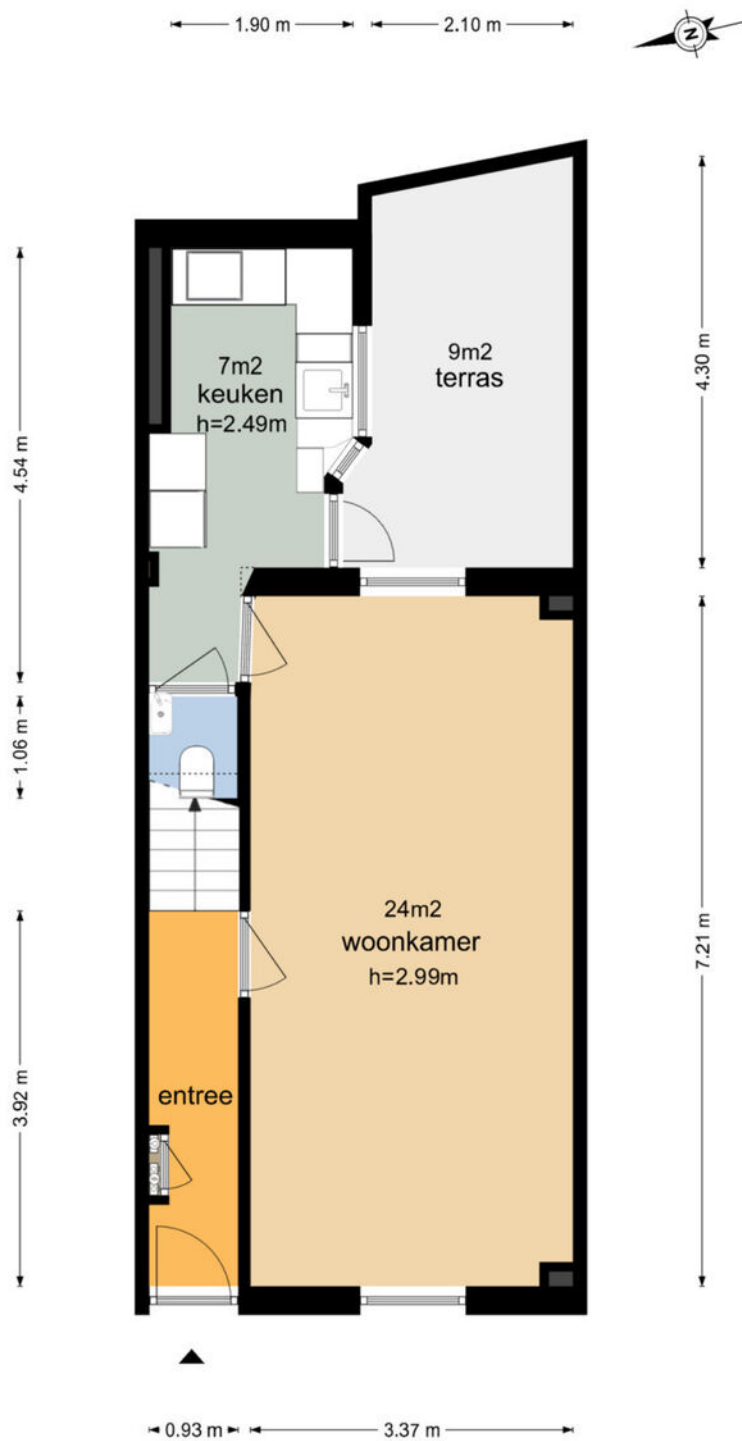 1.90 m
2.10 m
N
4.54 m
7m2
keuken
h=2.49m
9m2
terras
4.30 m
1.06 m
24m2
woonkamer
h=2.99m
7.21 m
3.92 m
entree
0.93 m
3.37 m